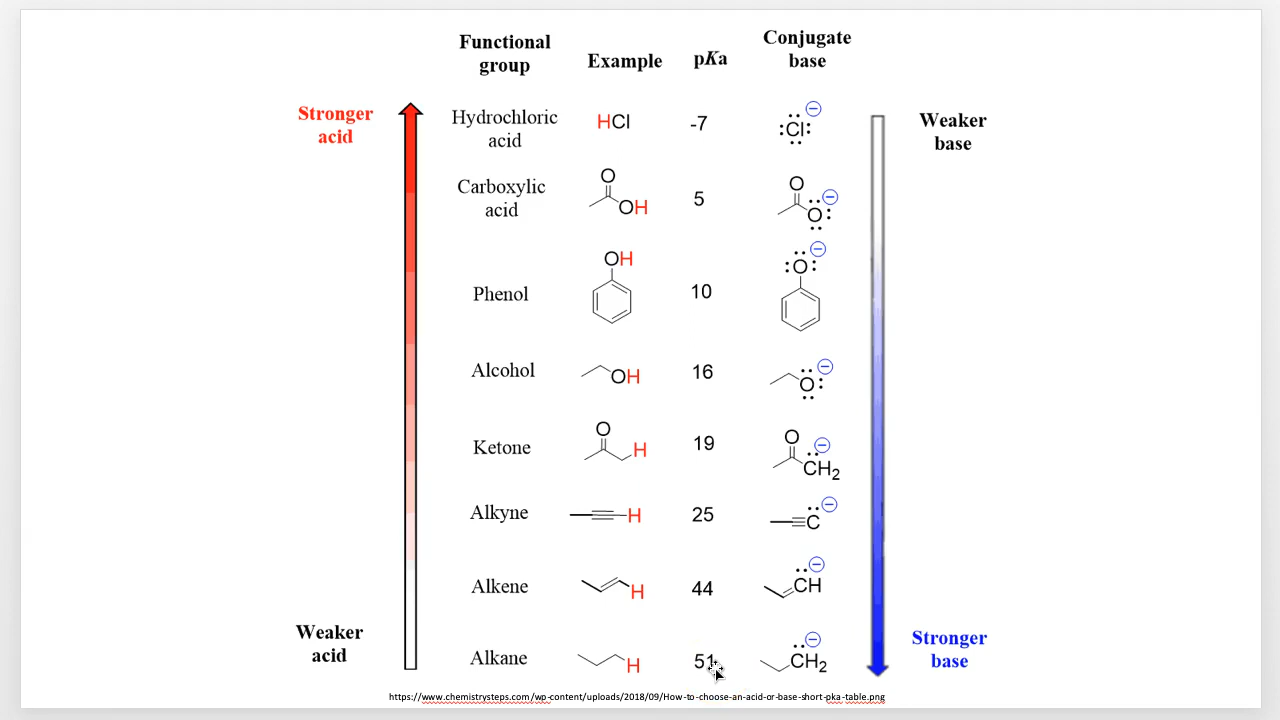 Functional
group
Example
pKa
Conjugate
base
Stronger
acid
Weaker
base
Hydrochloric
acid
HCl
-7
Cl
Carboxylic
acid
O
OH
5
O
O
Phenol
OH
10
O
Alcohol
OH
16
O
Ketone
O
H
19
O
CH2
Alkyne
H
25
C
Alkene
H
44
CH
Weaker
acid
Alkane
H
51
CH2
Stronger
base
https://www.chemistrysteps.com/wp-content/uploads/2018/09/How-to-choose-an-acid-or-base-short-pka-table.png